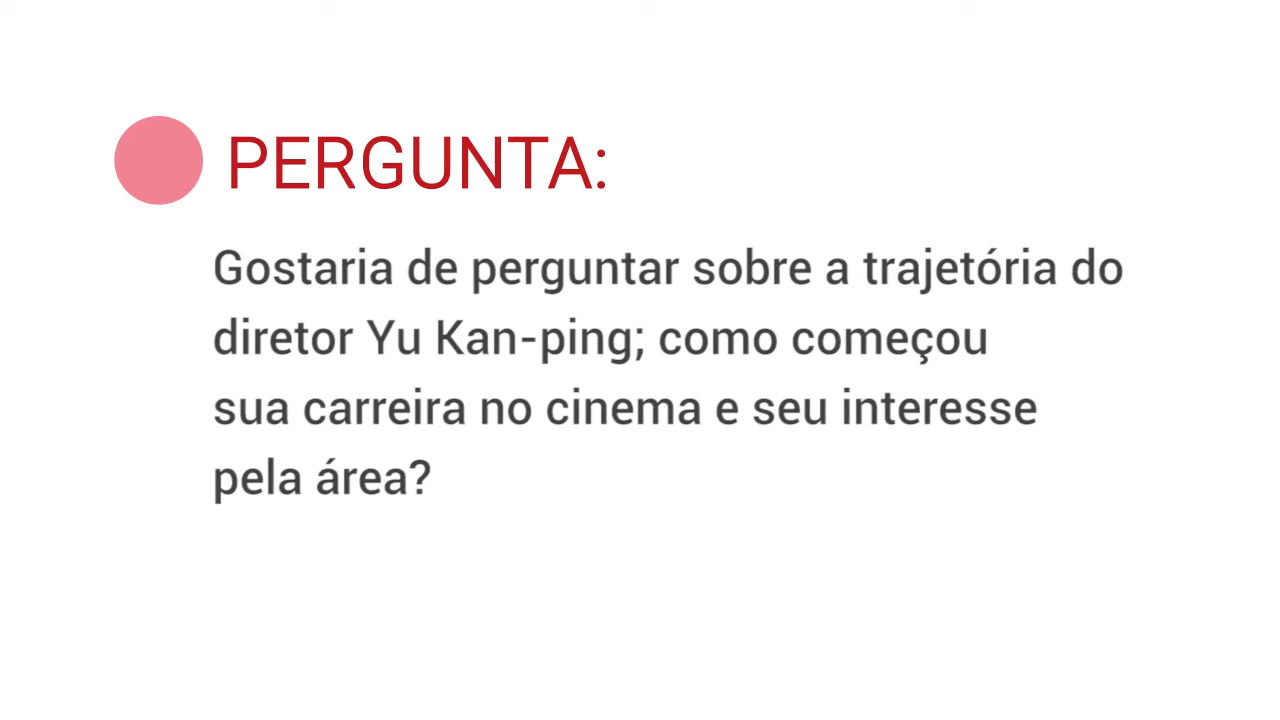 PERGUNTA:
Gostaria de perguntar sobre a trajetória do
diretor Yu Kan-ping; como começou
sua carreira no cinema e seu interesse
pela área?